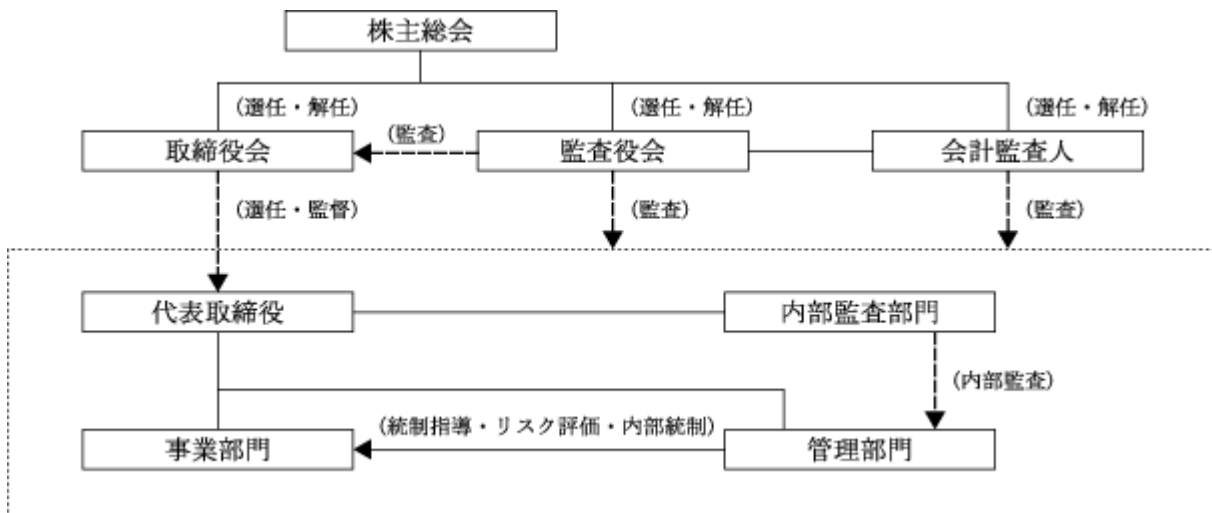 株主総会
(選任・解任)
(選任・解任)
(選任・解任)
取締役会
(監査)
監査役会
会計監査人
(選任・監督)
(監査)
(監査)
代表取締役
内部監査部門
(内部監査)
(統制指導・リスク評価・内部統制)
事業部門
管理部門